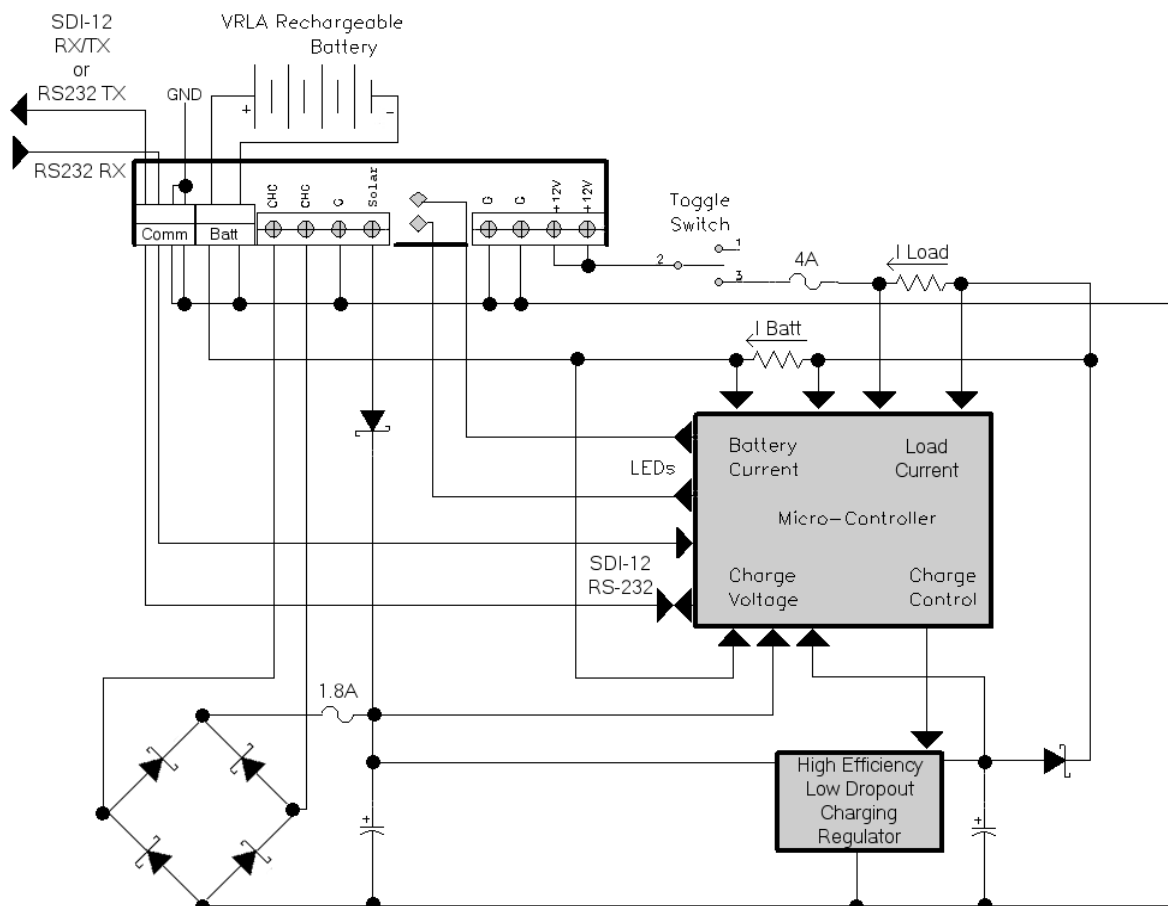 SDI-12
RX/TX
or
RS232 TX
VRLA Rechargeable
Battery
GND
+
-
RS232 RX
CHG
CHG
G
Solar
G
G
+12V
+12V
Comm
Batt
Toggle
Switch
1
2
3
4A
I Load
I Batt
Battery
Current
Load
Current
LEDs
Micro-Controller
SDI-12
RS-232
Charge
Voltage
Charge
Control
1.8A
High Efficiency
Low Dropout
Charging
Regulator
+
+